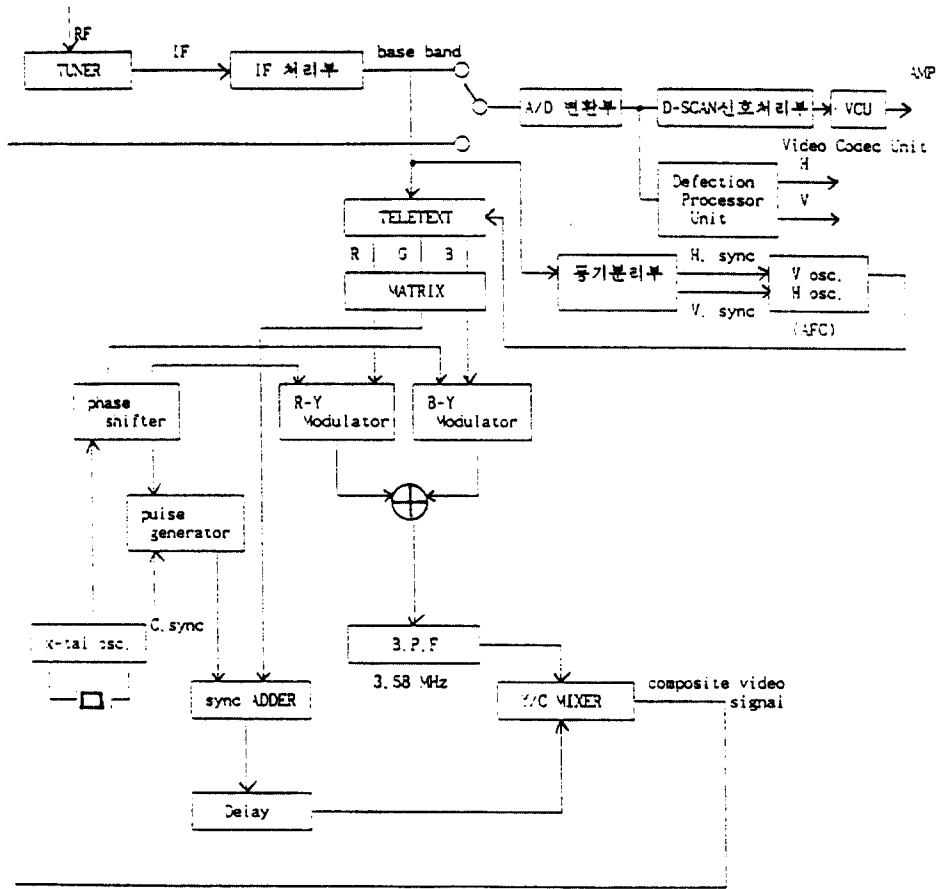 RF
IF
base band
TUNER
IF 처리부
AMP
A/D 변환부
D-SCAN신호처리부
VCU
Video Codec Unit
H
Defection
Processor
Unit
V
TELETEXT
R G B
H. sync
동기분리부
V osc.
H osc.
MATRIX
V. sync
(AFC)
phase
shifter
R-Y
Modulator
B-Y
Modulator
pulse
generator
C.sync
x-tal osc.
B.P.F
3.58 MHz
sync ADDER
Y/C MIXER
composite video
signal
Delay